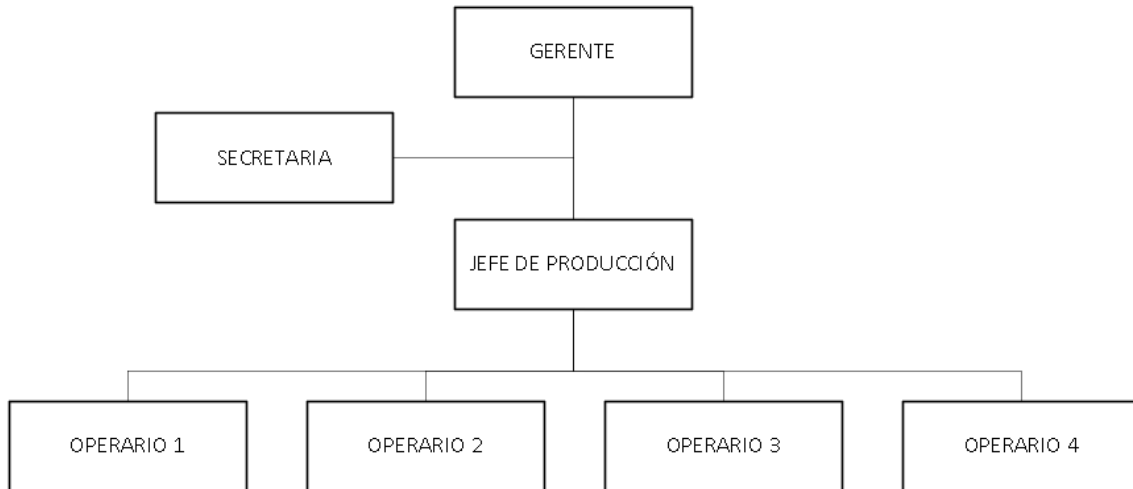 GERENTE
SECRETARIA
JEFE DE PRODUCCIÓN
OPERARIO 1
OPERARIO 2
OPERARIO 3
OPERARIO 4